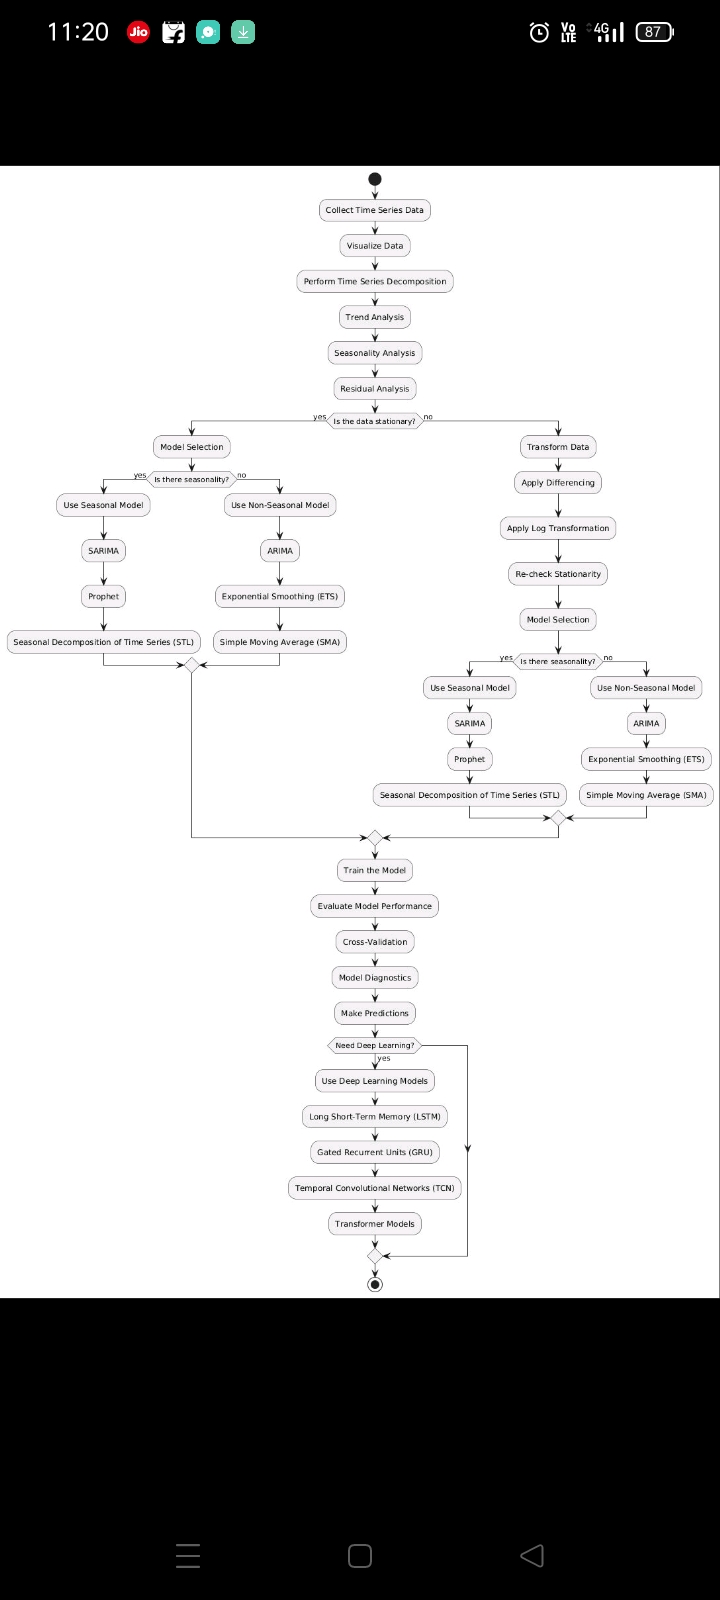 11:20
Jio
Vo
LTE
4G
87
Collect Time Series Data
Visualize Data
Perform Time Series Decomposition
Trend Analysis
Seasonality Analysis
Residual Analysis
yes
Is the data stationary?
no
Model Selection
yes
Is there seasonality?
no
Use Seasonal Model
SARIMA
Prophet
Seasonal Decomposition of Time Series (STL)
Use Non-Seasonal Model
ARIMA
Exponential Smoothing (ETS)
Simple Moving Average (SMA)
Transform Data
Apply Differencing
Apply Log Transformation
Re-check Stationarity
Model Selection
yes
Is there seasonality?
no
Use Seasonal Model
SARIMA
Prophet
Seasonal Decomposition of Time Series (STL)
Use Non-Seasonal Model
ARIMA
Exponential Smoothing (ETS)
Simple Moving Average (SMA)
Train the Model
Evaluate Model Performance
Cross-Validation
Model Diagnostics
Make Predictions
Need Deep Learning?
yes
Use Deep Learning Models
Long Short-Term Memory (LSTM)
Gated Recurrent Units (GRU)
Temporal Convolutional Networks (TCN)
Transformer Models